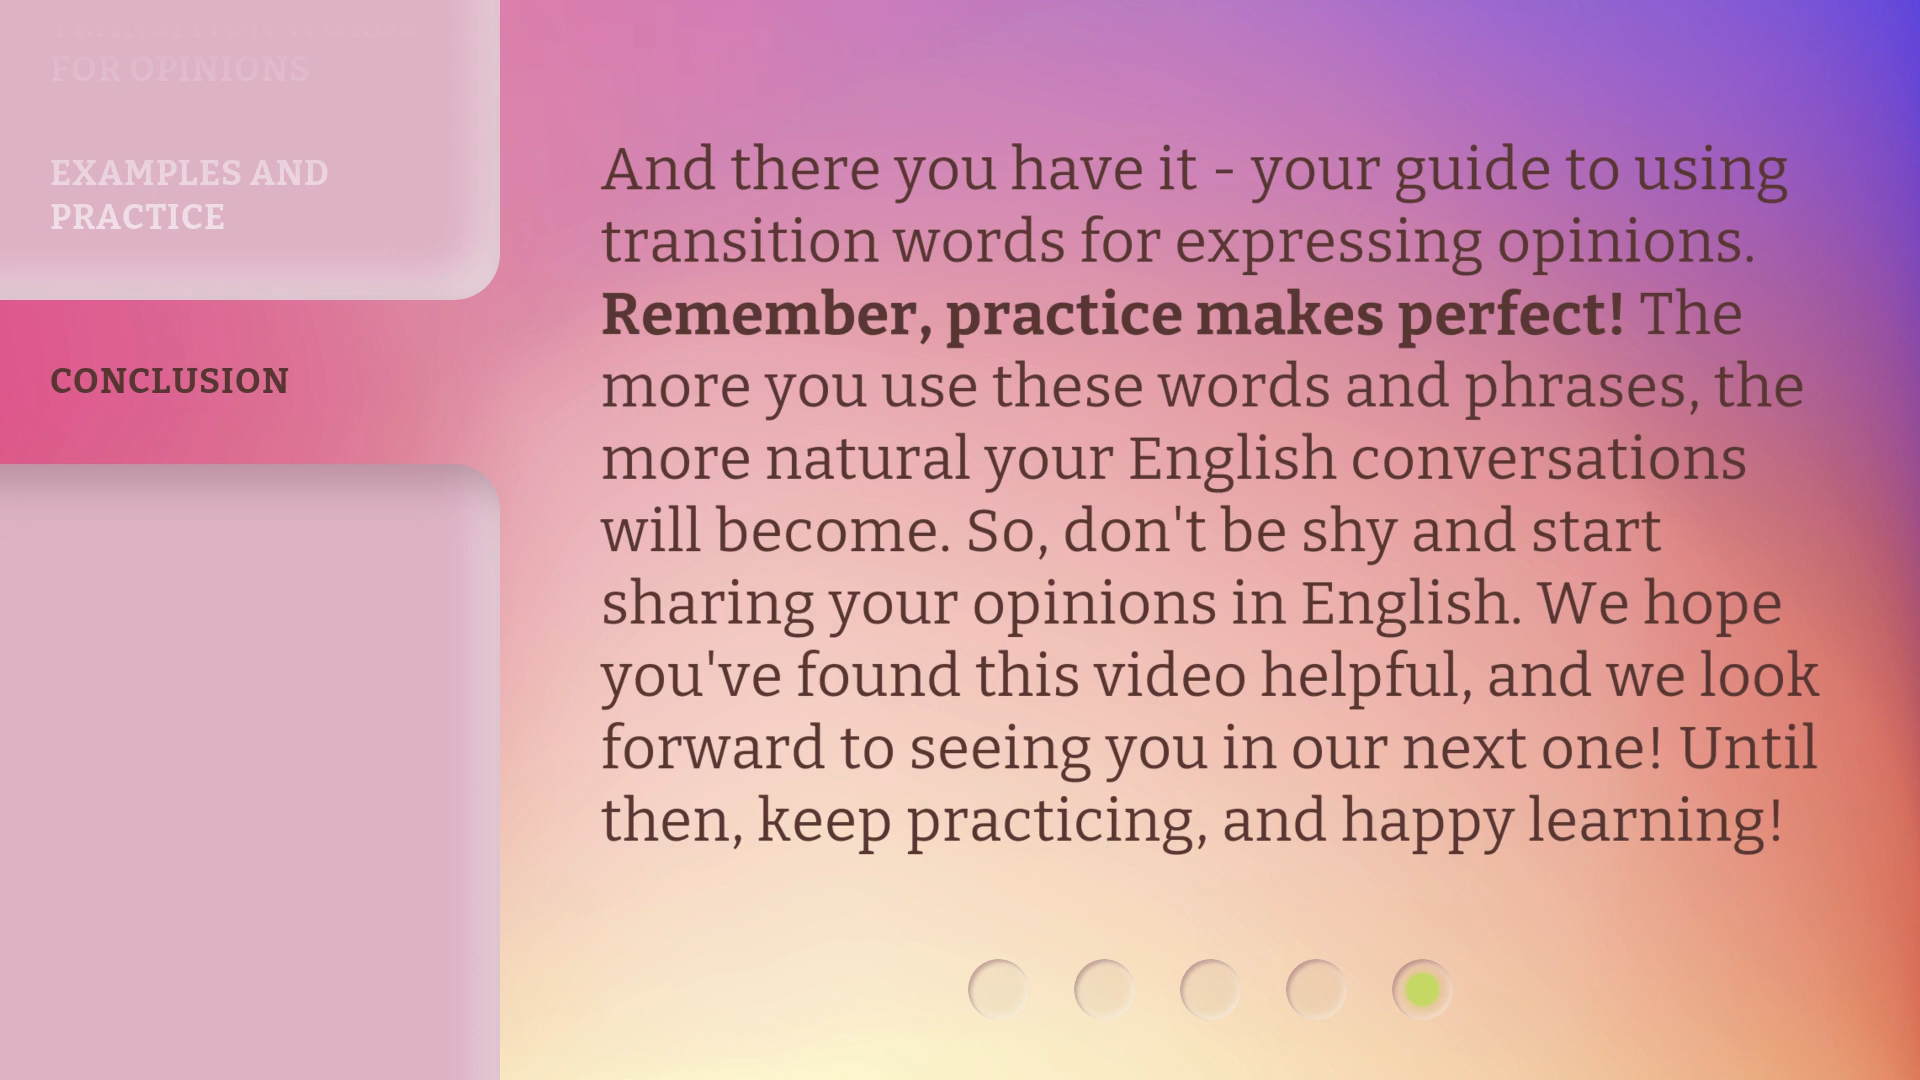 TRANSITION WORDS
FOR OPINIONS
EXAMPLES AND
PRACTICE
CONCLUSION
And there you have it - your guide to using
transition words for expressing opinions.
Remember, practice makes perfect! The
more you use these words and phrases, the
more natural your English conversations
will become. So, don't be shy and start
sharing your opinions in English. We hope
you've found this video helpful, and we look
forward to seeing you in our next one! Until
then, keep practicing, and happy learning!